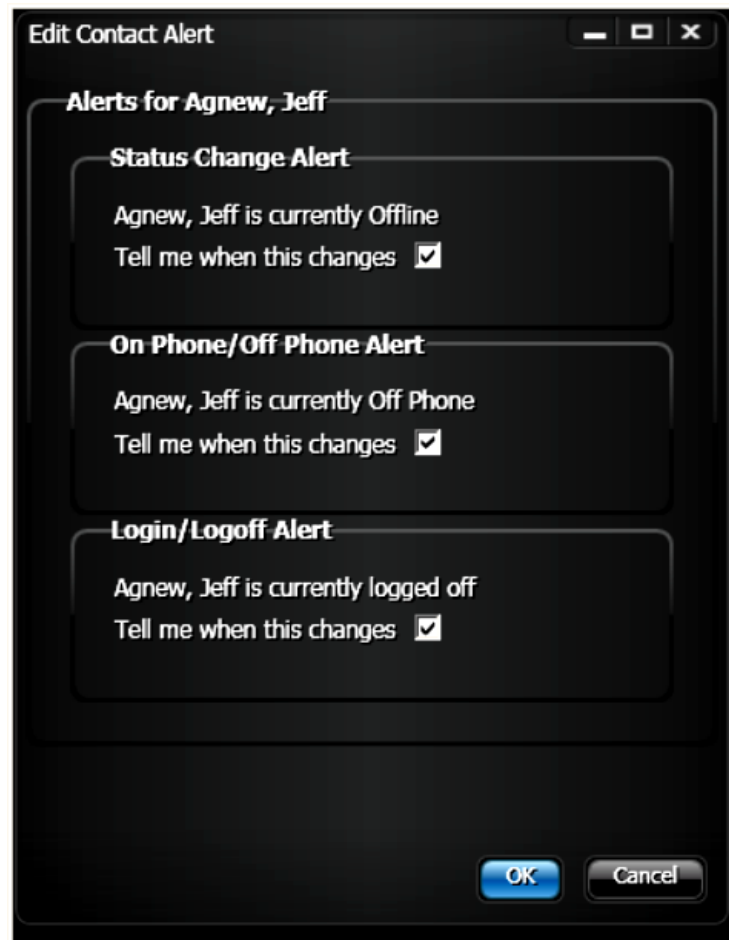 Edit Contact Alert
Alerts for Agnew, Jeff
Status Change Alert
Agnew, Jeff is currently Offline
Tell me when this changes
On Phone/Off Phone Alert
Agnew, Jeff is currently Off Phone
Tell me when this changes
Login/Logoff Alert
Agnew, Jeff is currently logged off
Tell me when this changes
OK Cancel